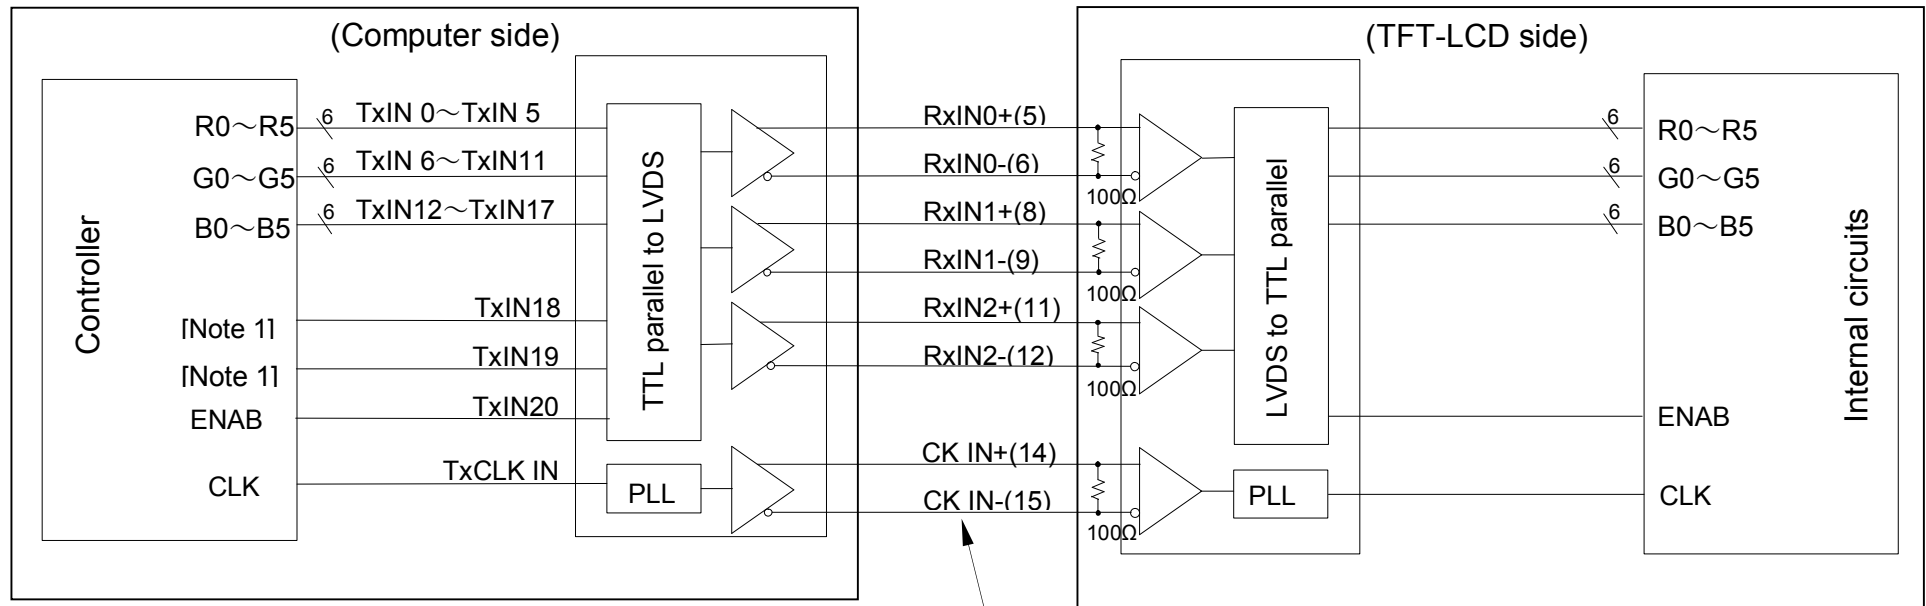 (Computer side)
(TFT-LCD side)
Controller
R0～R5
G0～G5
B0～B5
[Note 1]
[Note 1]
ENAB
CLK
6
6
6
TxIN 0～TxIN 5
TxIN 6～TxIN11
TxIN12～TxIN17
TxIN18
TxIN19
TxIN20
TxCLK IN
TTL parallel to LVDS
PLL
RxIN0+(5)
RxIN0-(6)
RxIN1+(8)
RxIN1-(9)
RxIN2+(11)
RxIN2-(12)
CK IN+(14)
CK IN-(15)
100Ω
100Ω
100Ω
100Ω
LVDS to TTL parallel
PLL
6
6
6
R0～R5
G0～G5
B0～B5
ENAB
CLK
Internal circuits